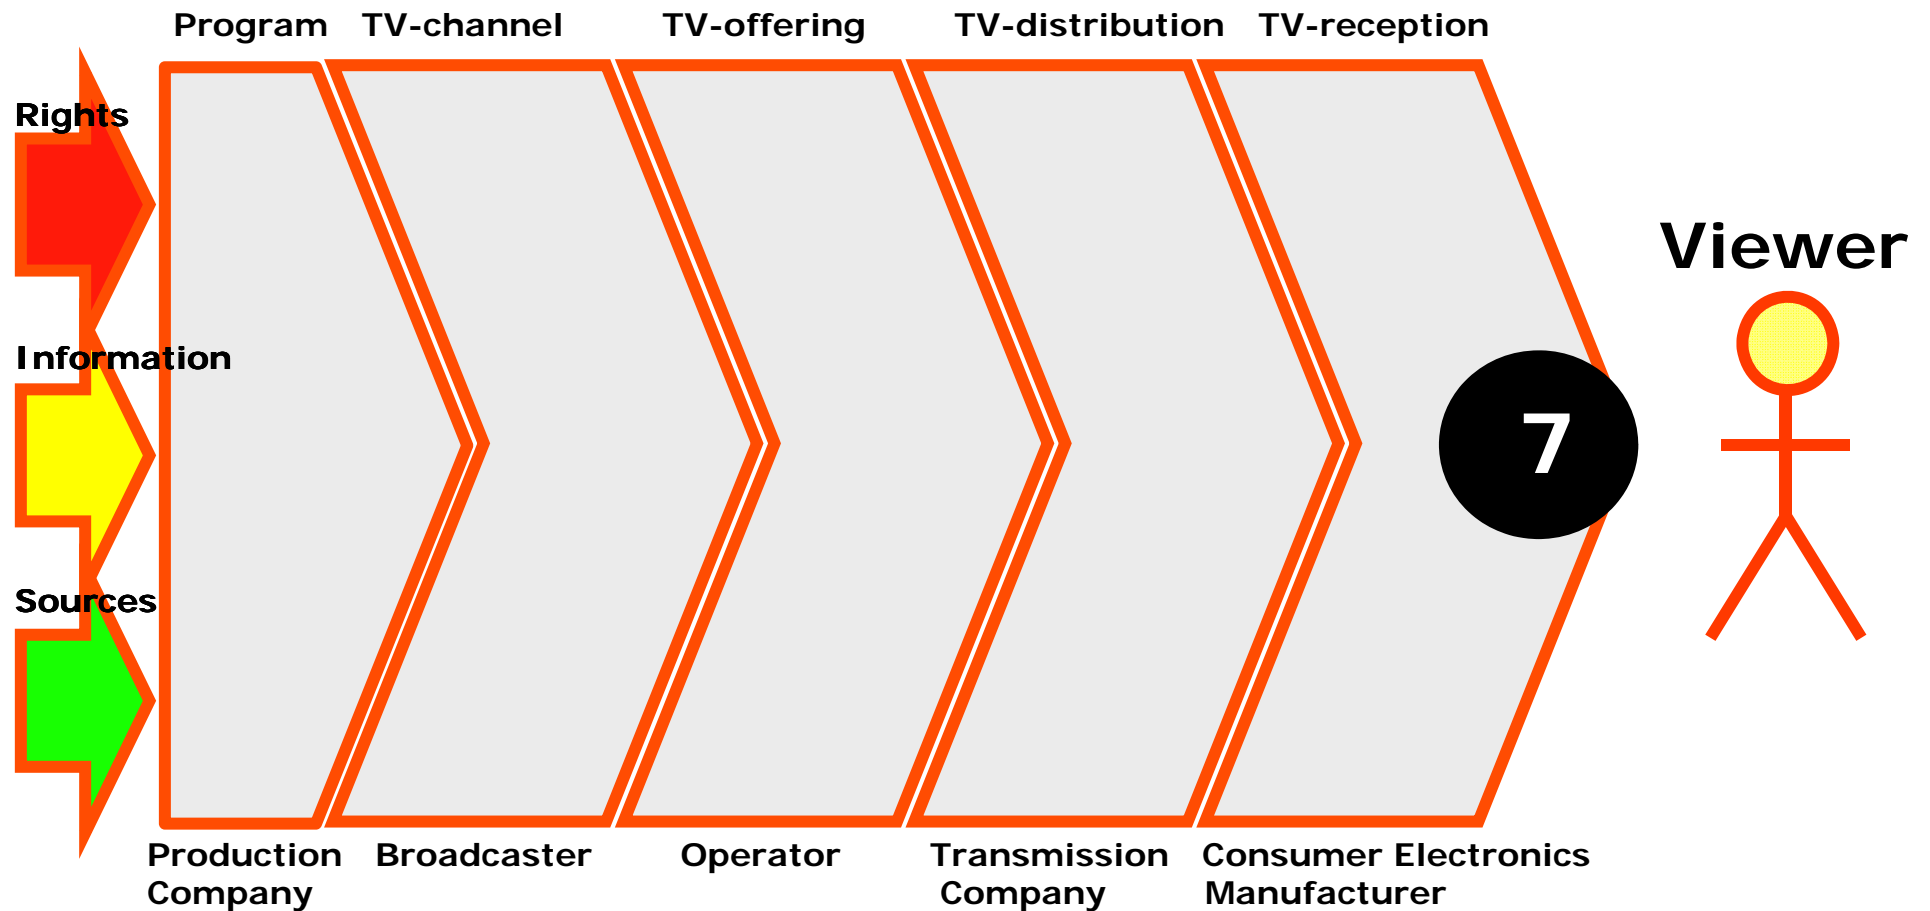 Program TV-channel TV-offering TV-distribution TV-reception
Rights
Viewer
Information
7
Sources
Production Company
Broadcaster
Operator
Transmission Company
Consumer Electronics Manufacturer